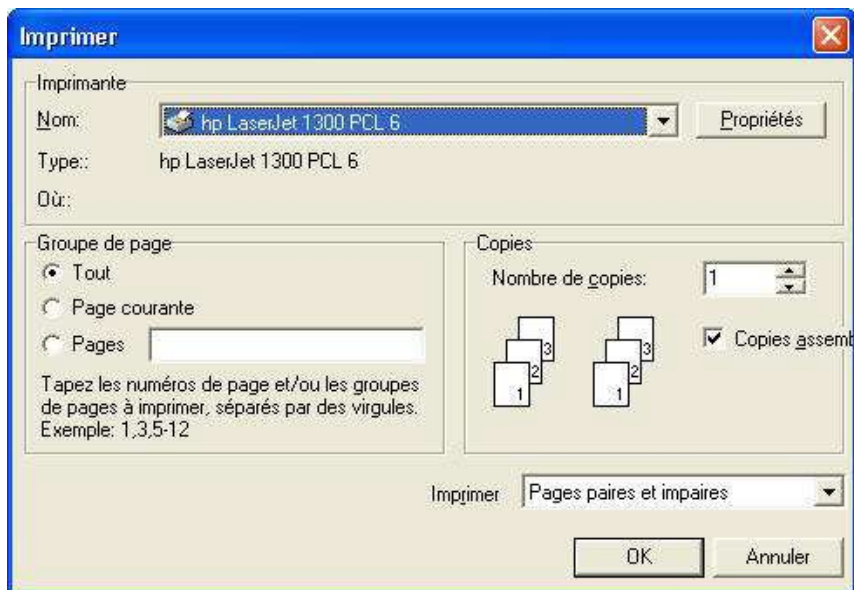 Imprimer
Imprimante
Nom: hp LaserJet 1300 PCL 6 Propriétés
Type:: hp LaserJet 1300 PCL 6
Où::
Groupe de page
Tout
Page courante
Pages
Tapez les numéros de page et/ou les groupes
de pages à imprimer, séparés par des virgules.
Exemple: 1,3,5-12
Copies
Nombre de copies: 1
3 3
2 2
1 1
Copies assemb
Imprimer Pages paires et impaires
OK Annuler